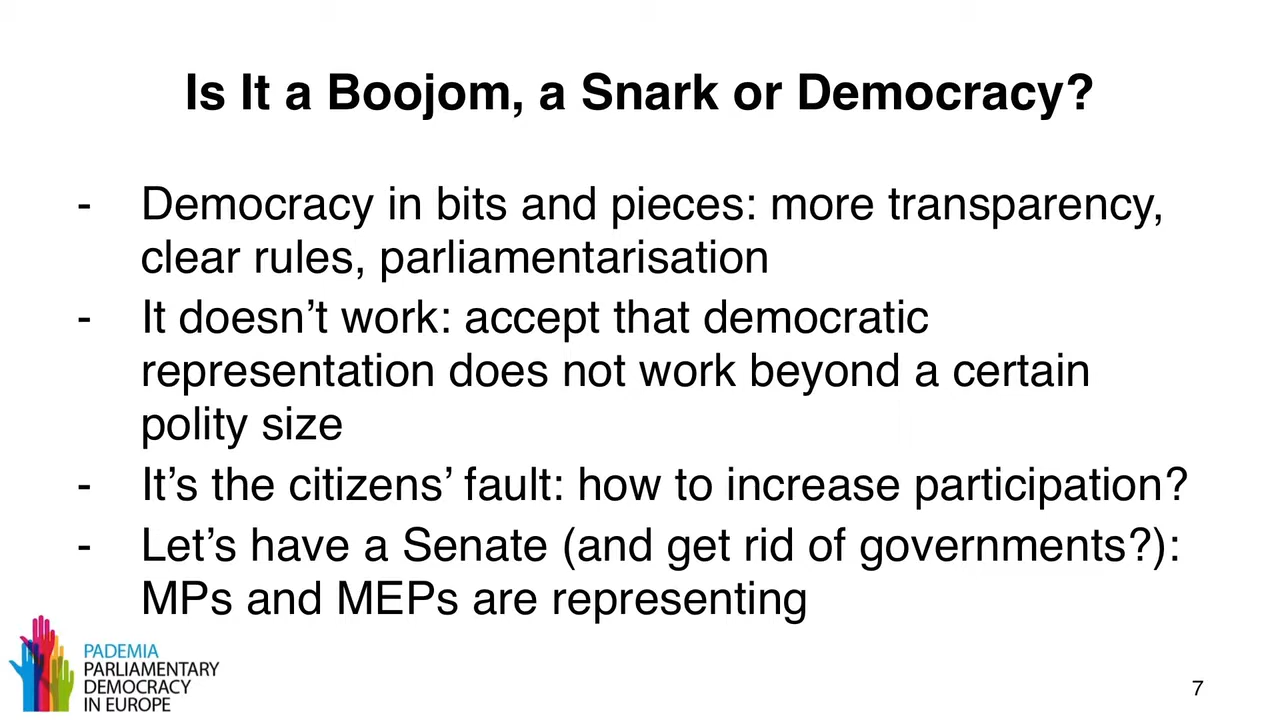 Is It a Boojom, a Snark or Democracy?
- Democracy in bits and pieces: more transparency,
clear rules, parliamentarisation
- It doesn’t work: accept that democratic
representation does not work beyond a certain
polity size
- It’s the citizens’ fault: how to increase participation?
- Let’s have a Senate (and get rid of governments?):
MPs and MEPs are representing
PADEMIA
PARLIAMENTARY
DEMOCRACY
IN EUROPE
7